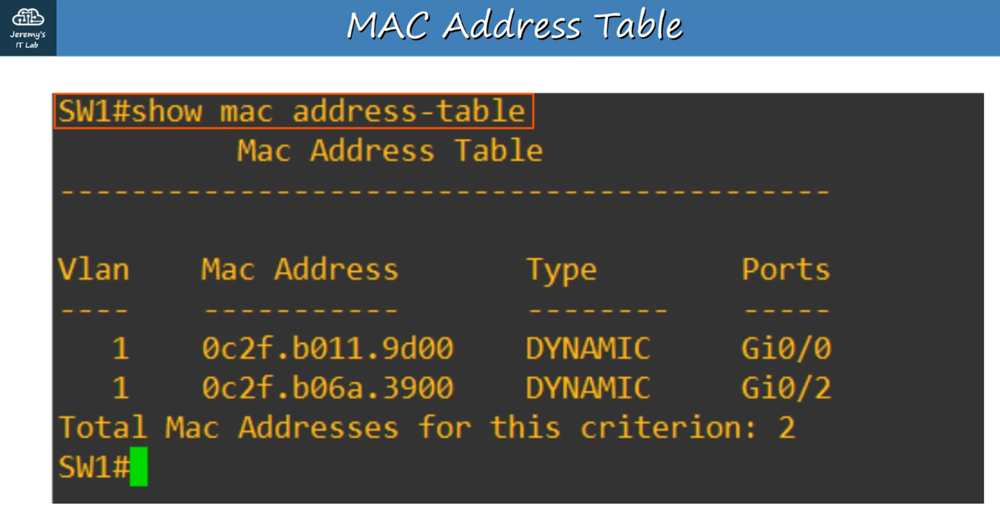 Jeremy's
IT Lab
MAC Address Table
SW1#show mac address-table
Mac Address Table
-------------------------------------------
Vlan    Mac Address       Type        Ports
----    -----------       --------    -----
1    0c2f.b011.9d00    DYNAMIC     Gi0/0
1    0c2f.b06a.3900    DYNAMIC     Gi0/2
Total Mac Addresses for this criterion: 2
SW1#